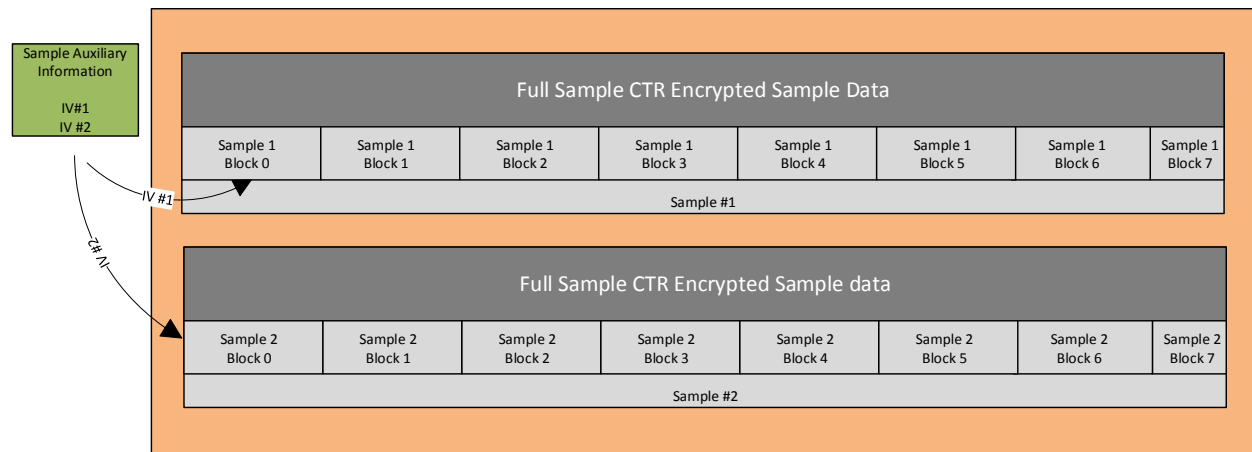 Sample Auxiliary
Information
IV#1
IV #2
IV #1
IV #2
Full Sample CTR Encrypted Sample Data
Sample 1
Block 0
Sample 1
Block 1
Sample 1
Block 2
Sample 1
Block 3
Sample 1
Block 4
Sample 1
Block 5
Sample 1
Block 6
Sample 1
Block 7
Sample #1
Full Sample CTR Encrypted Sample data
Sample 2
Block 0
Sample 2
Block 1
Sample 2
Block 2
Sample 2
Block 3
Sample 2
Block 4
Sample 2
Block 5
Sample 2
Block 6
Sample 2
Block 7
Sample #2